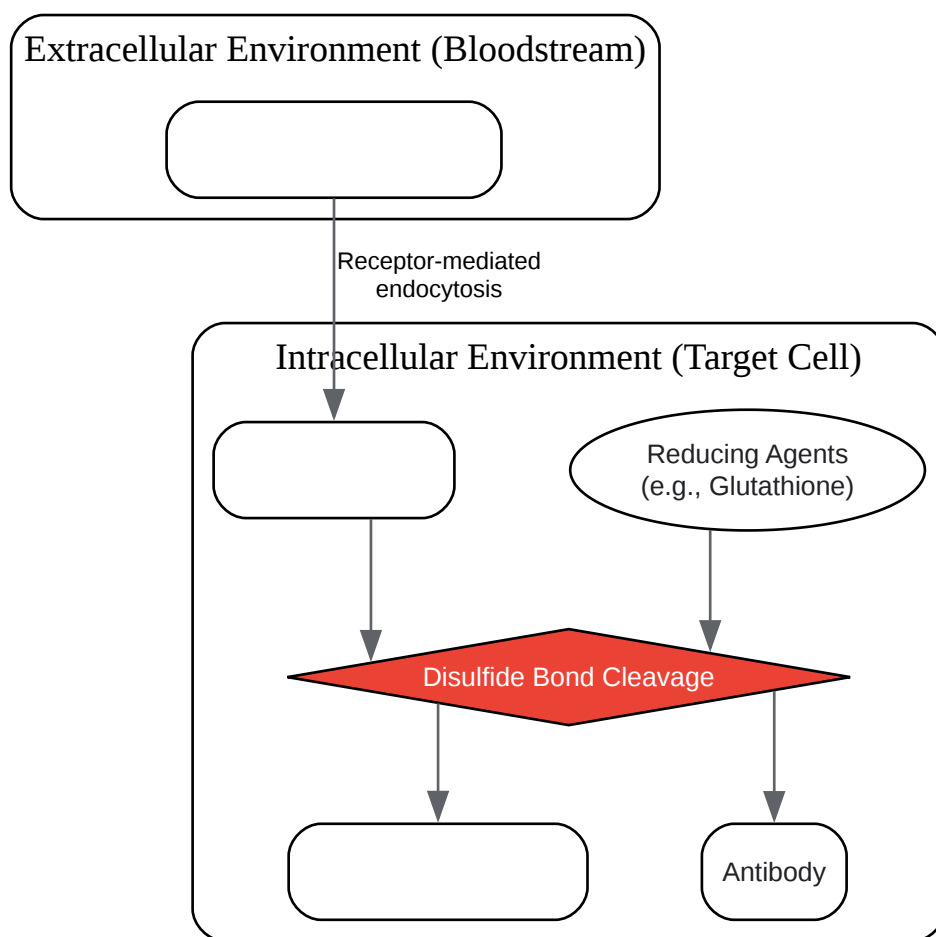 Extracellular Environment (Bloodstream)
Receptor-mediated
endocytosis
Intracellular Environment (Target Cell)
Reducing Agents
(e.g., Glutathione)
Disulfide Bond Cleavage
Antibody